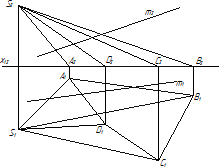 S₂
m₂
x₁₂ A₂ D₂ C₂ B₂
A₁
m₁
B₁
S₁
D₁
C₁